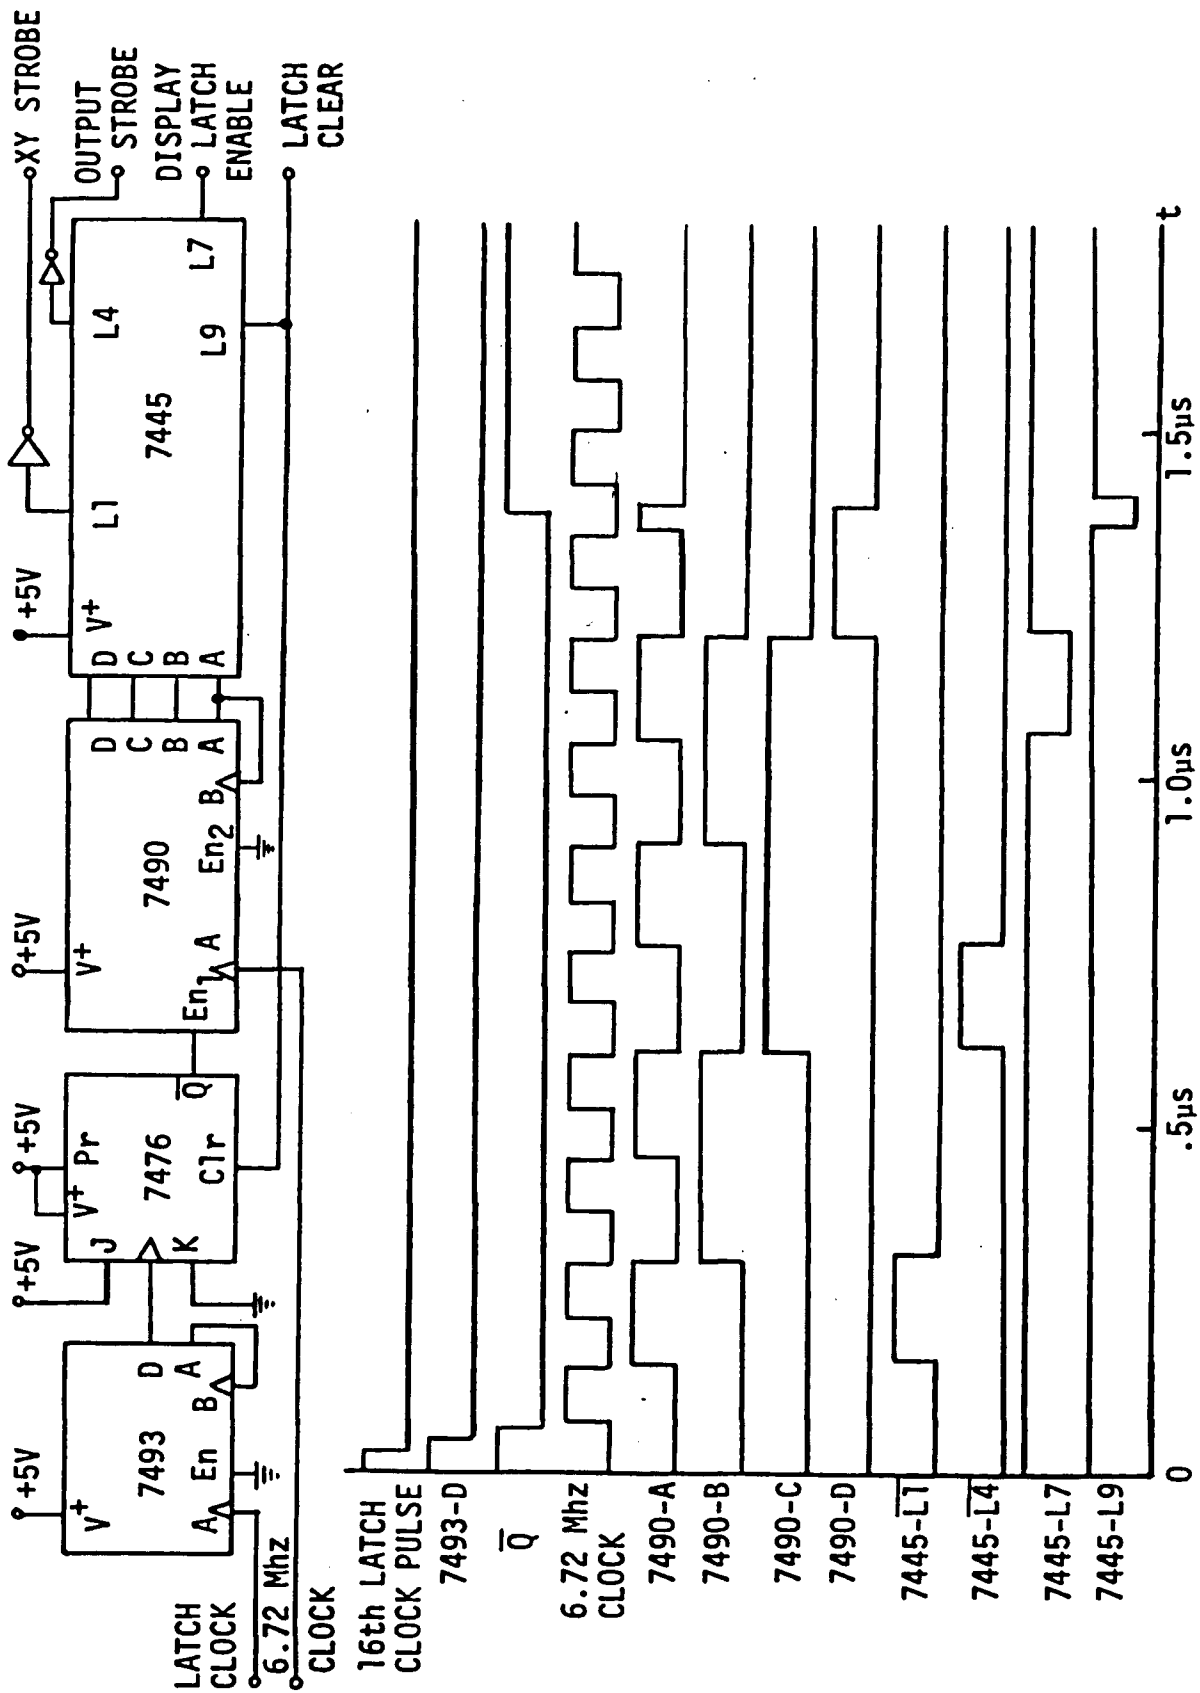 +5V
V+
7493
D
A
A
En
B
LATCH
CLOCK
6.72 Mhz
CLOCK
+5V
+5V
J
V+
Pr
7476
K
Clr
Q
+5V
V+
7490
En1
A
En2
B
D
C
B
A
+5V
V+
D
C
B
A
7445
L1
L4
L9
L7
XY STROBE
OUTPUT
STROBE
DISPLAY
LATCH
ENABLE
LATCH
CLEAR
16th LATCH
CLOCK PULSE
7493-D
Q
6.72 Mhz
CLOCK
7490-A
7490-B
7490-C
7490-D
7445-L1
7445-L4
7445-L7
7445-L9
0
.5μs
1.0μs
1.5μs
t